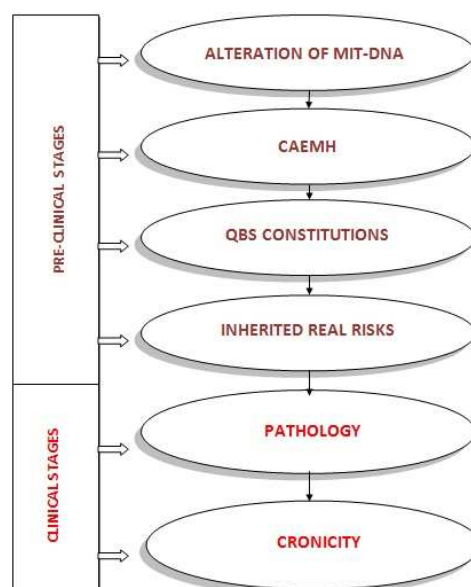 PRE-CLINICAL STAGES
ALTERATION OF MIT-DNA
CAEMH
QBS CONSTITUTIONS
INHERITED REAL RISKS
CLINICAL STAGES
PATHOLOGY
CRONICITY